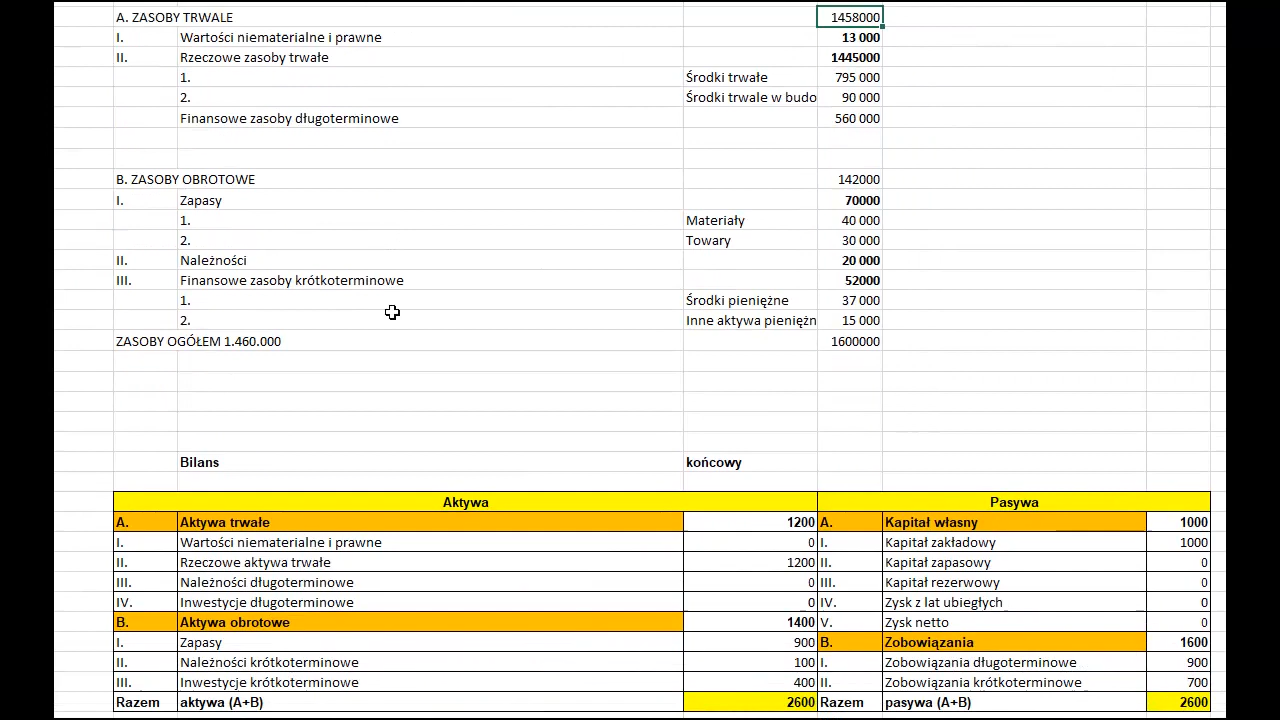 A. ZASOBY TRWALE 1458000
I. Wartości niematerialne i prawne 13 000
II. Rzeczowe zasoby trwałe 1445000
1. Środki trwałe 795 000
2. Środki trwale w budo 90 000
Finansowe zasoby długoterminowe 560 000
B. ZASOBY OBROTOWE 142000
I. Zapasy 70000
1. Materiały 40 000
2. Towary 30 000
II. Należności 20 000
III. Finansowe zasoby krótkoterminowe 52000
1. Środki pieniężne 37 000
2. Inne aktywa pieniężn 15 000
ZASOBY OGÓŁEM 1.460.000 1600000
Bilans końcowy
Aktywa Pasywa
A. Aktywa trwałe 1200 A. Kapitał własny 1000
I. Wartości niematerialne i prawne 0 I. Kapitał zakładowy 1000
II. Rzeczowe aktywa trwałe 1200 II. Kapitał zapasowy 0
III. Należności długoterminowe 0 III. Kapitał rezerwowy 0
IV. Inwestycje długoterminowe 0 IV. Zysk z lat ubiegłych 0
B. Aktywa obrotowe 1400 V. Zysk netto 0
I. Zapasy 900 B. Zobowiązania 1600
II. Należności krótkoterminowe 100 I. Zobowiązania długoterminowe 900
III. Inwestycje krótkoterminowe 400 II. Zobowiązania krótkoterminowe 700
Razem aktywa (A+B) 2600 Razem pasywa (A+B) 2600